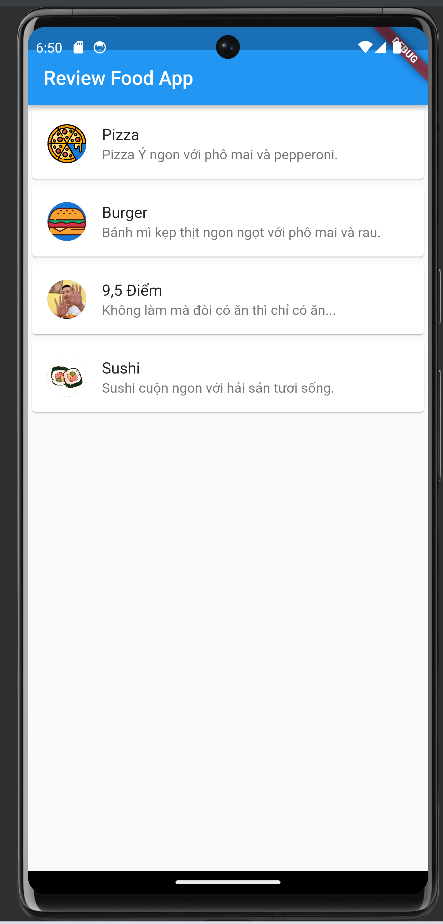 6:50
DEBUG
Review Food App
Pizza
Pizza Ý ngon với phô mai và pepperoni.
Burger
Bánh mì kẹp thịt ngon ngọt với phô mai và rau.
9,5 Điểm
Không làm mà đòi có ăn thì chỉ có ăn...
Sushi
Sushi cuộn ngon với hải sản tươi sống.